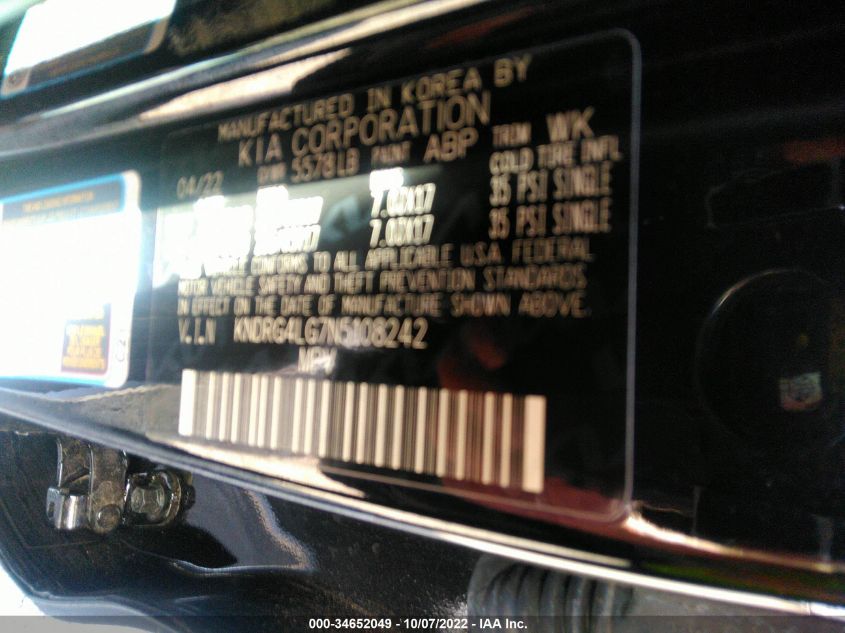 MANUFACTURED IN KOREA BY
KIA CORPORATION
04/22 GVWR 5578LB PAINT ABP TRIM WK
COLD TIRE INFL
7.0JX17 35 PSI SINGLE
7.0JX17 35 PSI SINGLE
VEHICLE CONFORMS TO ALL APPLICABLE U.S.A. FEDERAL
MOTOR VEHICLE SAFETY AND THEFT PREVENTION STANDARDS
IN EFFECT ON THE DATE OF MANUFACTURE SHOWN ABOVE.
V.I.N KNDRG4LG7N5108242
MPV
000-34652049 - 10/07/2022 - IAA Inc.